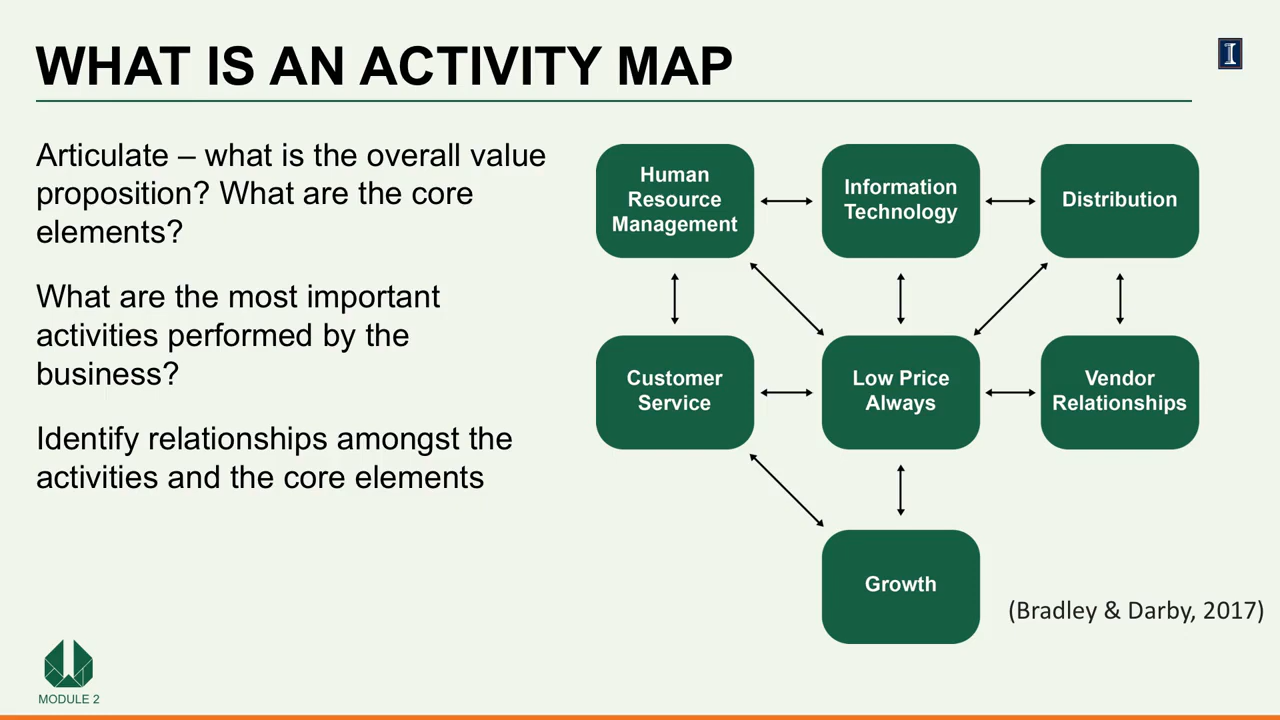 WHAT IS AN ACTIVITY MAP
I
Articulate – what is the overall value
proposition? What are the core
elements?
What are the most important
activities performed by the
business?
Identify relationships amongst the
activities and the core elements
Human
Resource
Management
Information
Technology
Distribution
Customer
Service
Low Price
Always
Vendor
Relationships
Growth
(Bradley & Darby, 2017)
MODULE 2